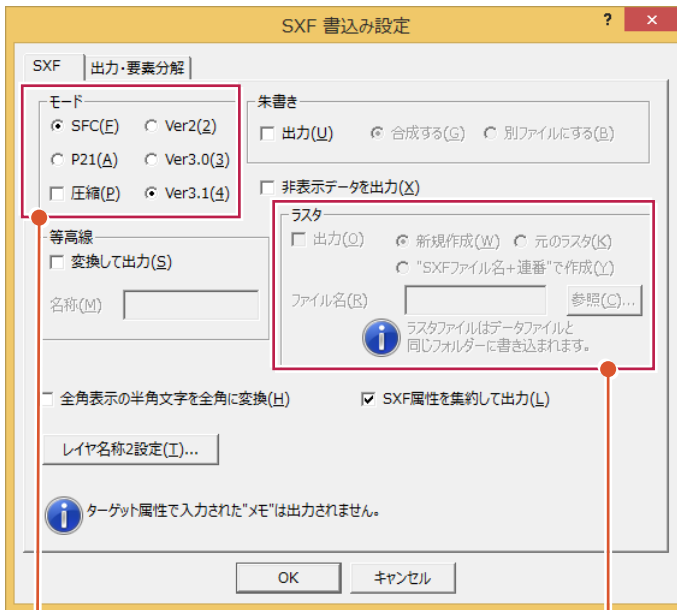 SXF 書込み設定
? ×
SXF 出力・要素分解
モード
SFC(F) Ver2(2)
P21(A) Ver3.0(3)
圧縮(P) Ver3.1(4)
朱書き
出力(U) 合成する(G) 別ファイルにする(B)
非表示データを出力(X)
等高線
変換して出力(S)
名称(M)
ラスタ
出力(O) 新規作成(W) 元のラスタ(K)
"SXFファイル名+連番"で作成(Y)
ファイル名(R) 参照(C)...
ラスタファイルはデータファイルと
同じフォルダーに書き込まれます。
全角表示の半角文字を全角に変換(H) SXF属性を集約して出力(L)
レイヤ名称2設定(T)...
ターゲット属性で入力された"メモ"は出力されません。
OK キャンセル